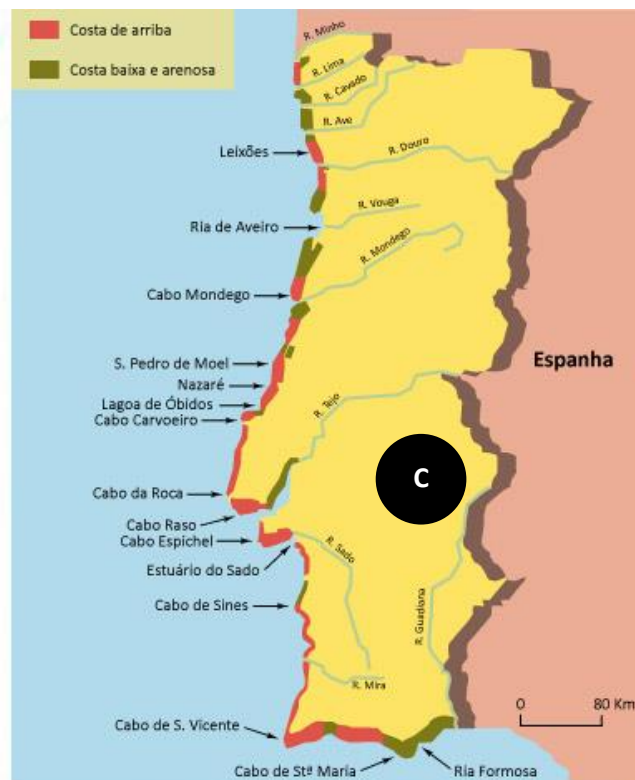 Costa de arriba
Costa baixa e arenosa
R. Minho
R. Lima
R. Cavado
R. Ave
Leixões
R. Douro
R. Vouga
Ria de Aveiro
R. Mondego
Cabo Mondego
S. Pedro de Moel
Espanha
Nazaré
Lagoa de Óbidos
R. Tejo
Cabo Carvoeiro
C
Cabo da Roca
Cabo Raso
Cabo Espichel
R. Sado
Estuário do Sado
Cabo de Sines
R. Guadiana
R. Mira
0 80 Km
Cabo de S. Vicente
Cabo de Stª Maria
Ria Formosa